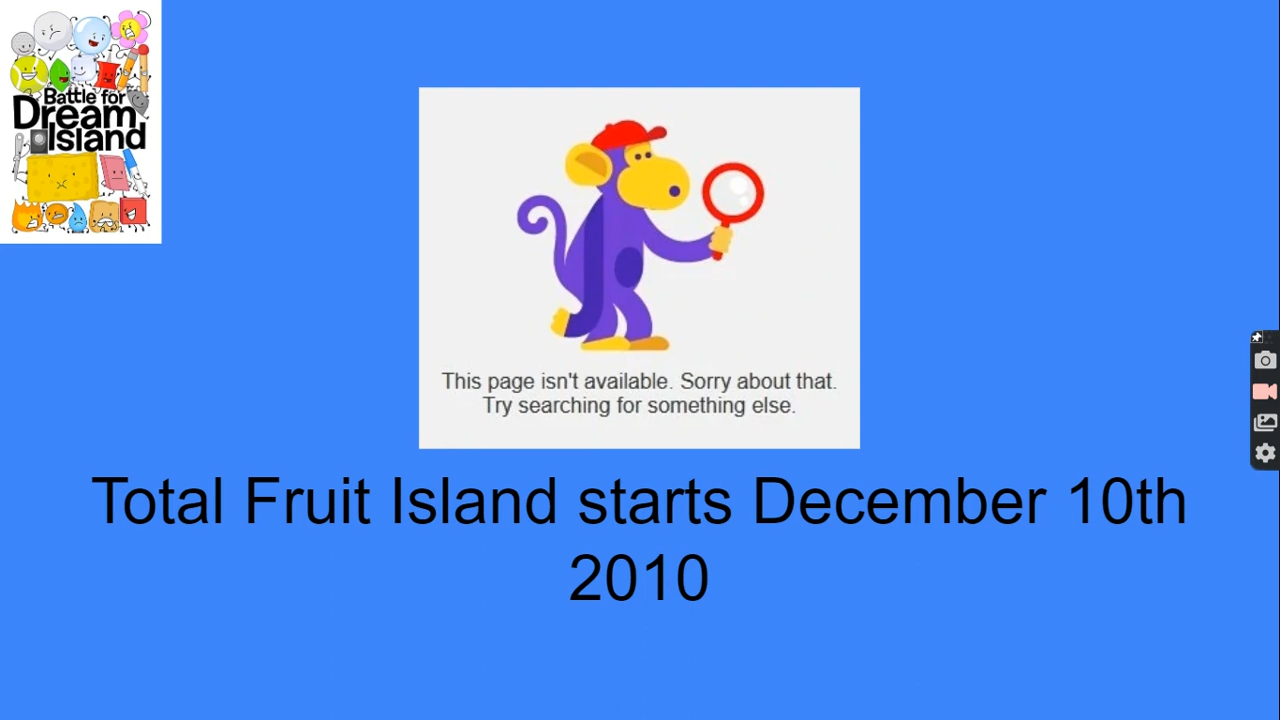 Battle for
Dream
Island
This page isn't available. Sorry about that.
Try searching for something else.
Total Fruit Island starts December 10th
2010